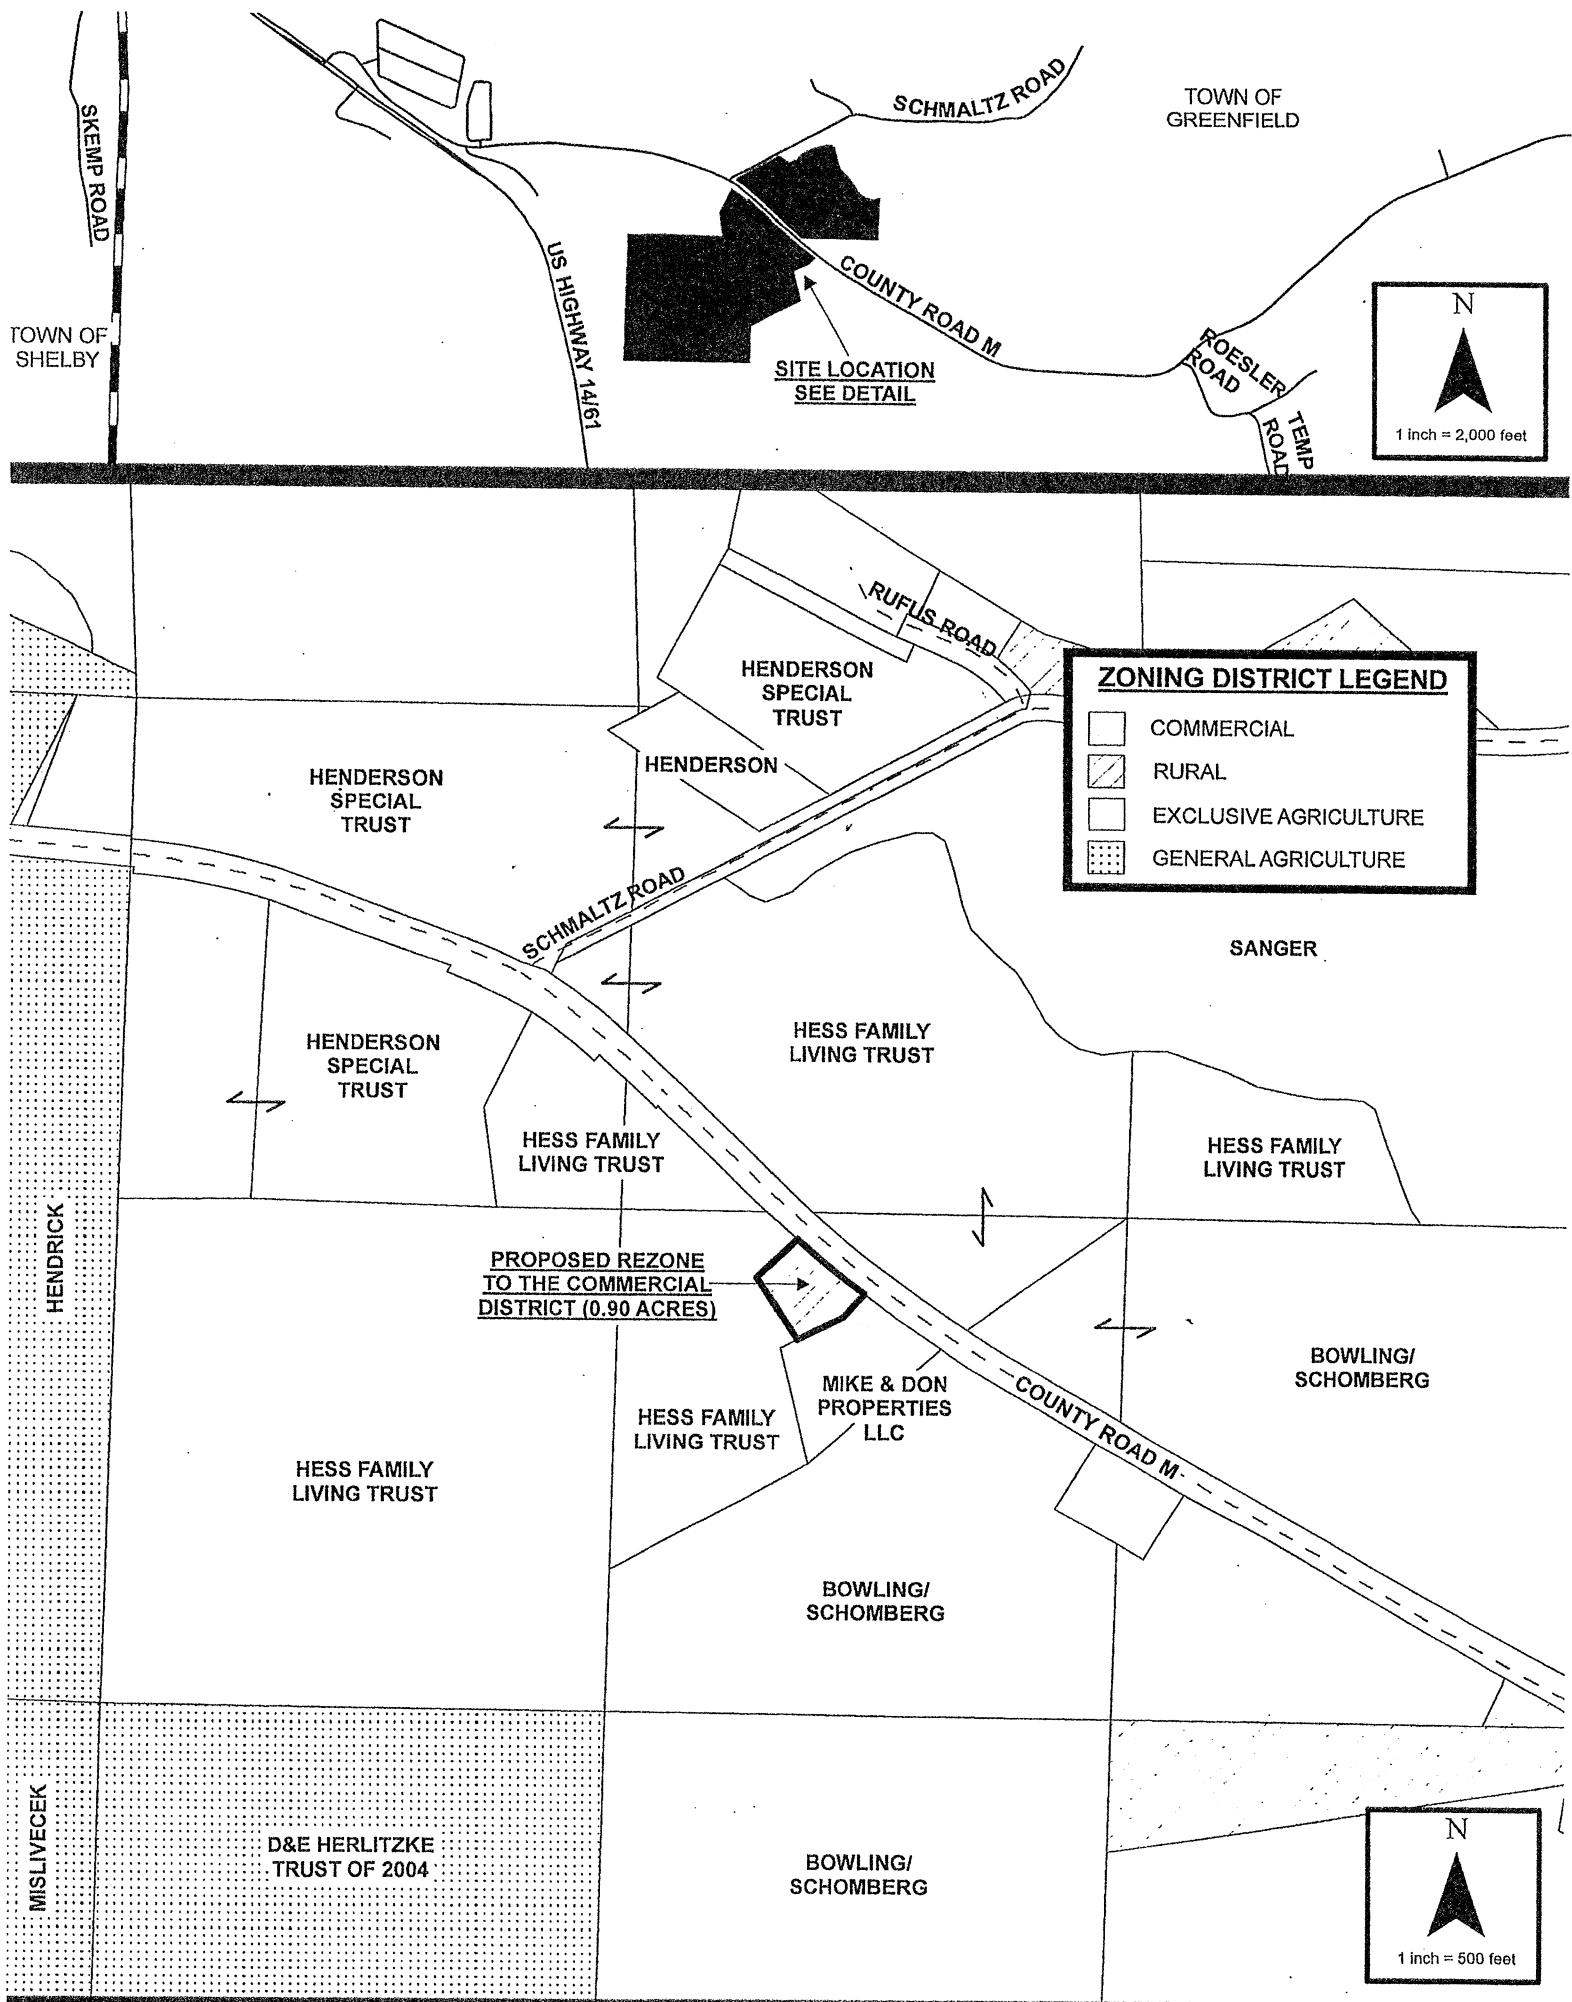 SKEMP ROAD
TOWN OF
SHELBY
US HIGHWAY 14/61
SCHMALTZ ROAD
TOWN OF
GREENFIELD
COUNTY ROAD M
SITE LOCATION
SEE DETAIL
ROESLER
ROAD
TEMP
ROAD
N
1 inch = 2,000 feet
RUFUS ROAD
HENDERSON
SPECIAL
TRUST
ZONING DISTRICT LEGEND
COMMERCIAL
RURAL
EXCLUSIVE AGRICULTURE
GENERAL AGRICULTURE
HENDERSON
HENDERSON
SPECIAL
TRUST
SCHMALTZ ROAD
SANGER
HESS FAMILY
LIVING TRUST
HENDERSON
SPECIAL
TRUST
HESS FAMILY
LIVING TRUST
HESS FAMILY
LIVING TRUST
HENDRICK
PROPOSED REZONE
TO THE COMMERCIAL
DISTRICT (0.90 ACRES)
BOWLING/
SCHOMBERG
MIKE & DON
PROPERTIES
LLC
COUNTY ROAD M
HESS FAMILY
LIVING TRUST
HESS FAMILY
LIVING TRUST
BOWLING/
SCHOMBERG
MISLIVECEK
D&E HERLITZKE
TRUST OF 2004
BOWLING/
SCHOMBERG
N
1 inch = 500 feet